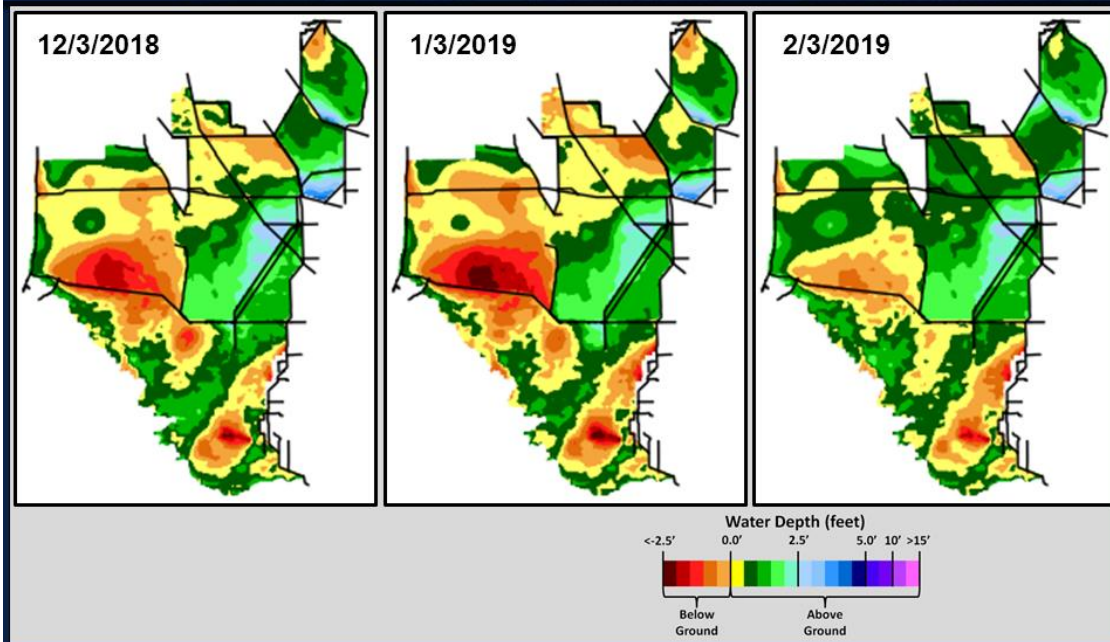 12/3/2018
1/3/2019
2/3/2019
Water Depth (feet)
<-2.5' 0.0' 2.5' 5.0' 10' >15'
Below Ground
Above Ground